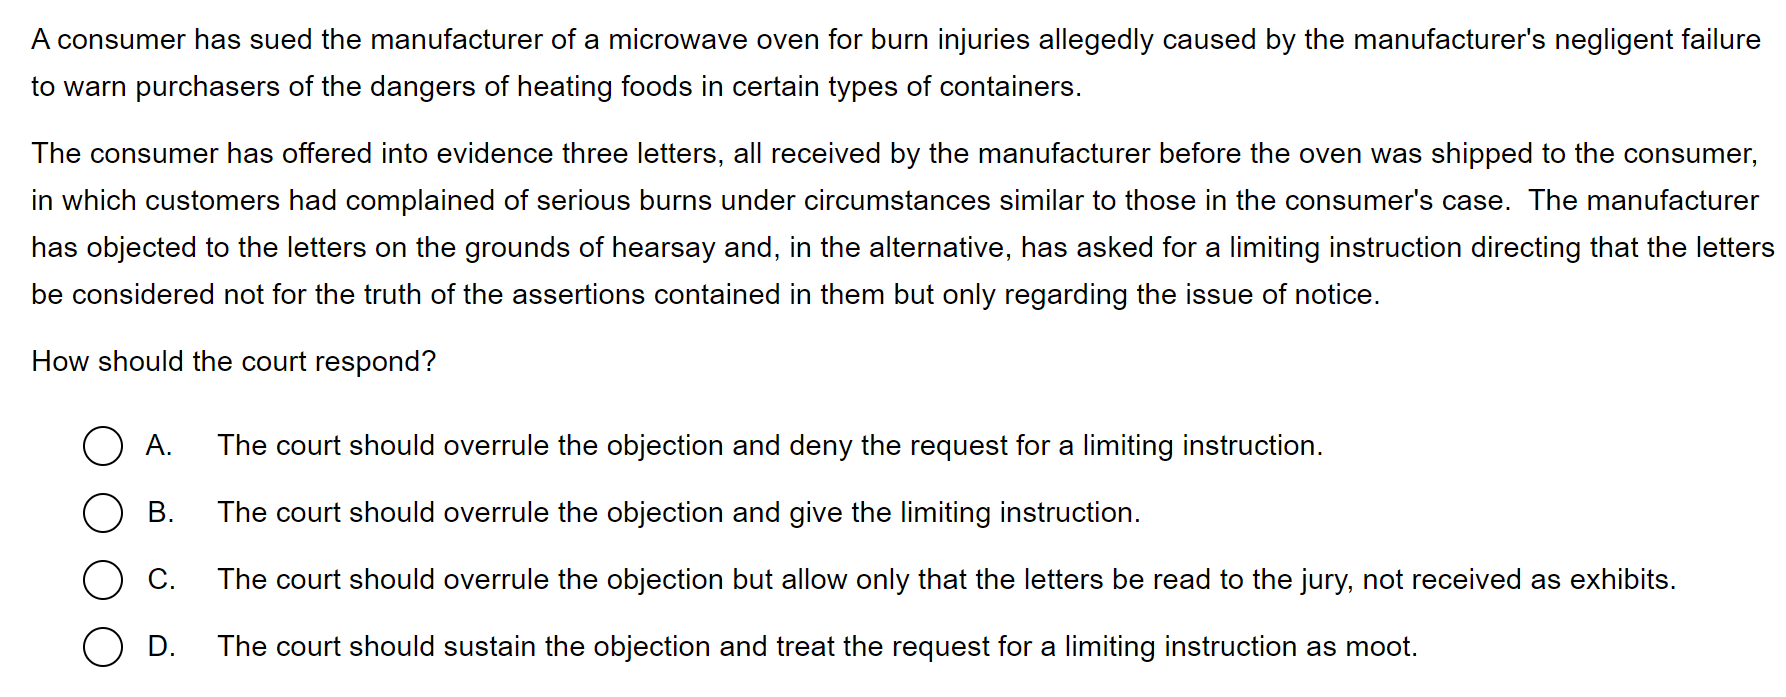 A consumer has sued the manufacturer of a microwave oven for burn injuries allegedly caused by the manufacturer's negligent failure
to warn purchasers of the dangers of heating foods in certain types of containers.
The consumer has offered into evidence three letters, all received by the manufacturer before the oven was shipped to the consumer,
in which customers had complained of serious burns under circumstances similar to those in the consumer's case.  The manufacturer
has objected to the letters on the grounds of hearsay and, in the alternative, has asked for a limiting instruction directing that the letters
be considered not for the truth of the assertions contained in them but only regarding the issue of notice.
How should the court respond?
A. The court should overrule the objection and deny the request for a limiting instruction.
B. The court should overrule the objection and give the limiting instruction.
C. The court should overrule the objection but allow only that the letters be read to the jury, not received as exhibits.
D. The court should sustain the objection and treat the request for a limiting instruction as moot.